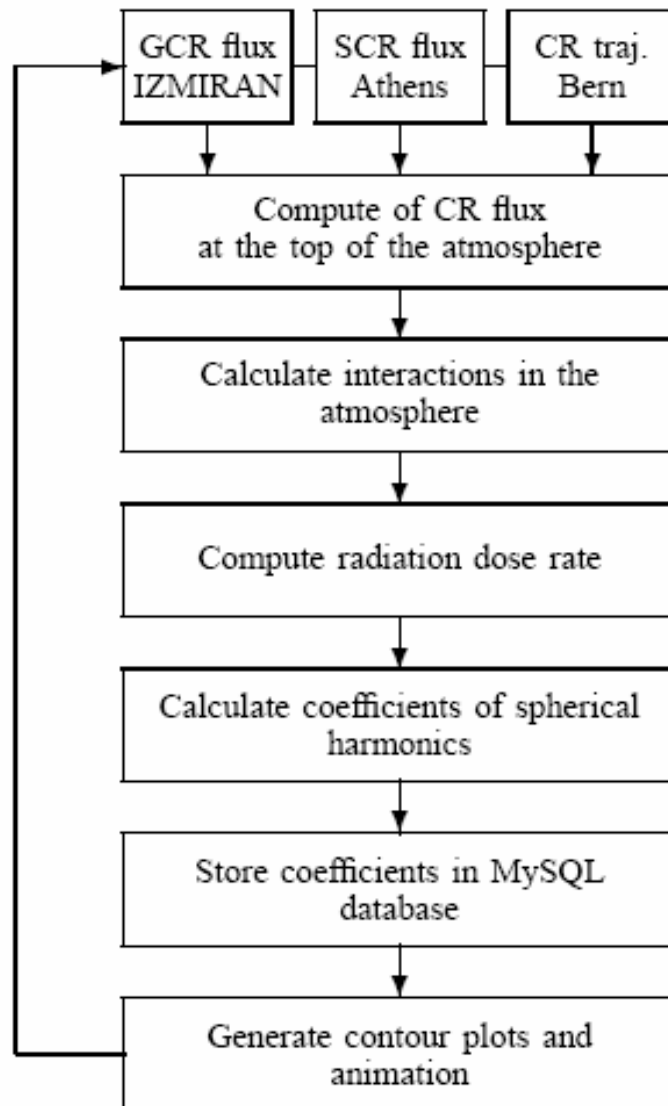 GCR flux
IZMIRAN
SCR flux
Athens
CR traj.
Bern
Compute of CR flux
at the top of the atmosphere
Calculate interactions in the
atmosphere
Compute radiation dose rate
Calculate coefficients of spherical
harmonics
Store coefficients in MySQL
database
Generate contour plots and
animation